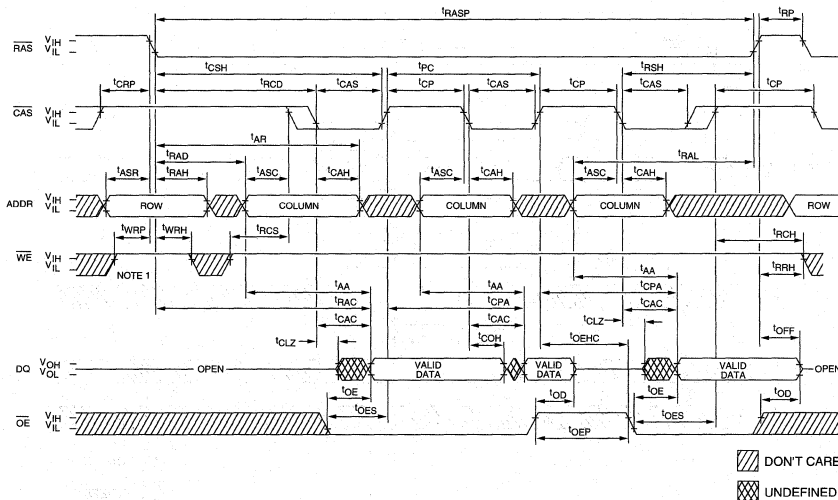 tRASP tRP
RAS VIH VIL
tCSH tPC tRSH
tCRP tRCD tCAS tCP tCAS tCP tCAS tCP
CAS VIH VIL
tAR
tRAD tRAL
tASR tRAH tASC tCAH tASC tCAH tASC tCAH
ADDR VIH VIL ROW COLUMN COLUMN COLUMN ROW
tWRP tWRH tRCS tRCH
WE VIH VIL NOTE 1 tRRH
tAA tAA tAA
tRAC tCPA tCPA
tCAC tCAC tCAC
tCLZ tCOH tOEHC tCLZ tOFF
DQ VOH VOL OPEN VALID DATA VALID DATA VALID DATA OPEN
tOE tOD tOE tOD
tOES tOES
OE VIH VIL tOEP
DON'T CARE
UNDEFINED